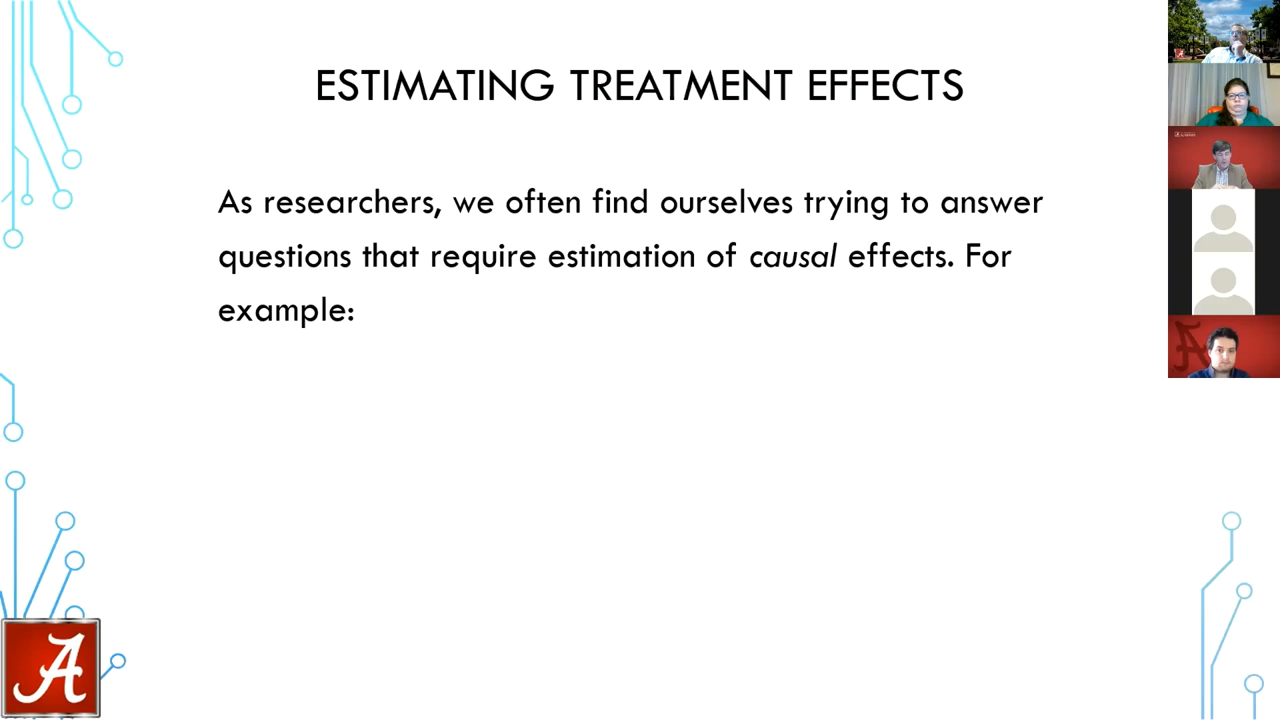 ESTIMATING TREATMENT EFFECTS
As researchers, we often find ourselves trying to answer
questions that require estimation of causal effects. For
example:
A